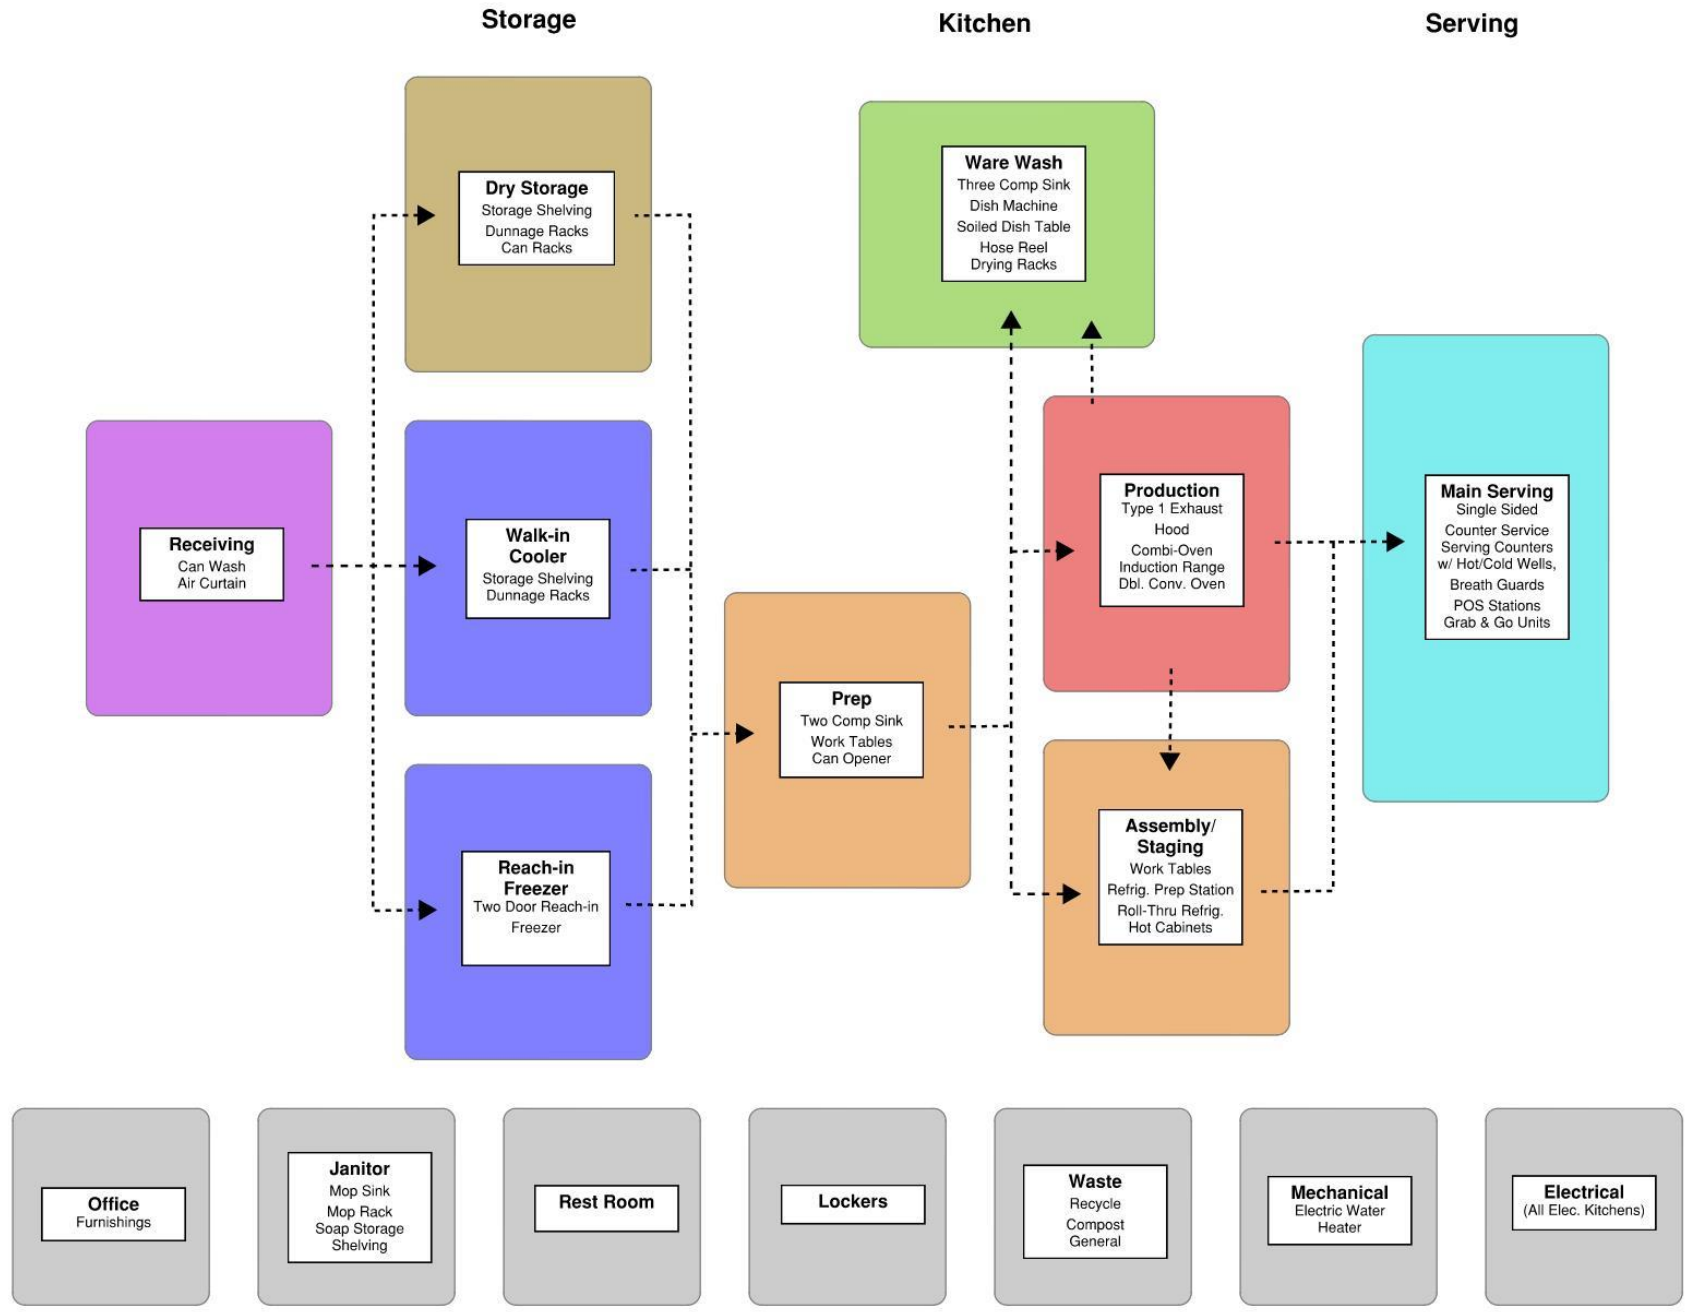 Storage
Kitchen
Serving
Dry Storage
Storage Shelving
Dunnage Racks
Can Racks
Ware Wash
Three Comp Sink
Dish Machine
Soiled Dish Table
Hose Reel
Drying Racks
Receiving
Can Wash
Air Curtain
Walk-in
Cooler
Storage Shelving
Dunnage Racks
Production
Type 1 Exhaust
Hood
Combi-Oven
Induction Range
Dbl. Conv. Oven
Main Serving
Single Sided
Counter Service
Serving Counters
w/ Hot/Cold Wells,
Breath Guards
POS Stations
Grab & Go Units
Prep
Two Comp Sink
Work Tables
Can Opener
Reach-in
Freezer
Two Door Reach-in
Freezer
Assembly/
Staging
Work Tables
Refrig. Prep Station
Roll-Thru Refrig.
Hot Cabinets
Office
Furnishings
Janitor
Mop Sink
Mop Rack
Soap Storage
Shelving
Rest Room
Lockers
Waste
Recycle
Compost
General
Mechanical
Electric Water
Heater
Electrical
(All Elec. Kitchens)